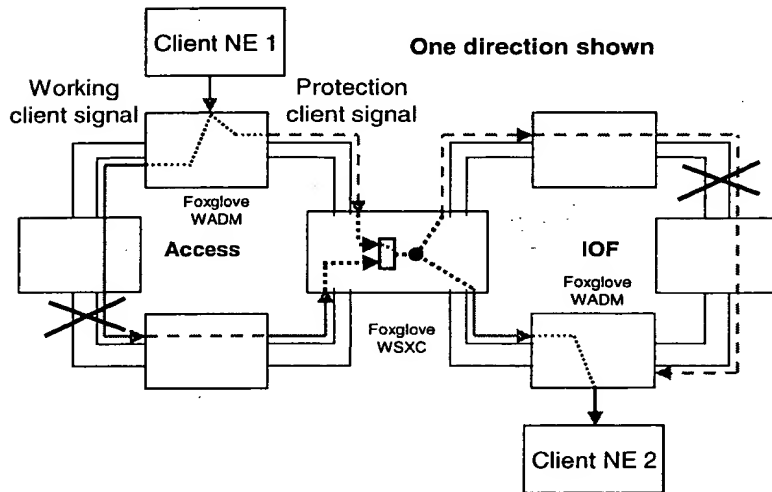 Client NE 1
One direction shown
Working
client signal
Protection
client signal
Foxglove
WADM
Access
IOF
Foxglove
WADM
Foxglove
WSXC
Client NE 2